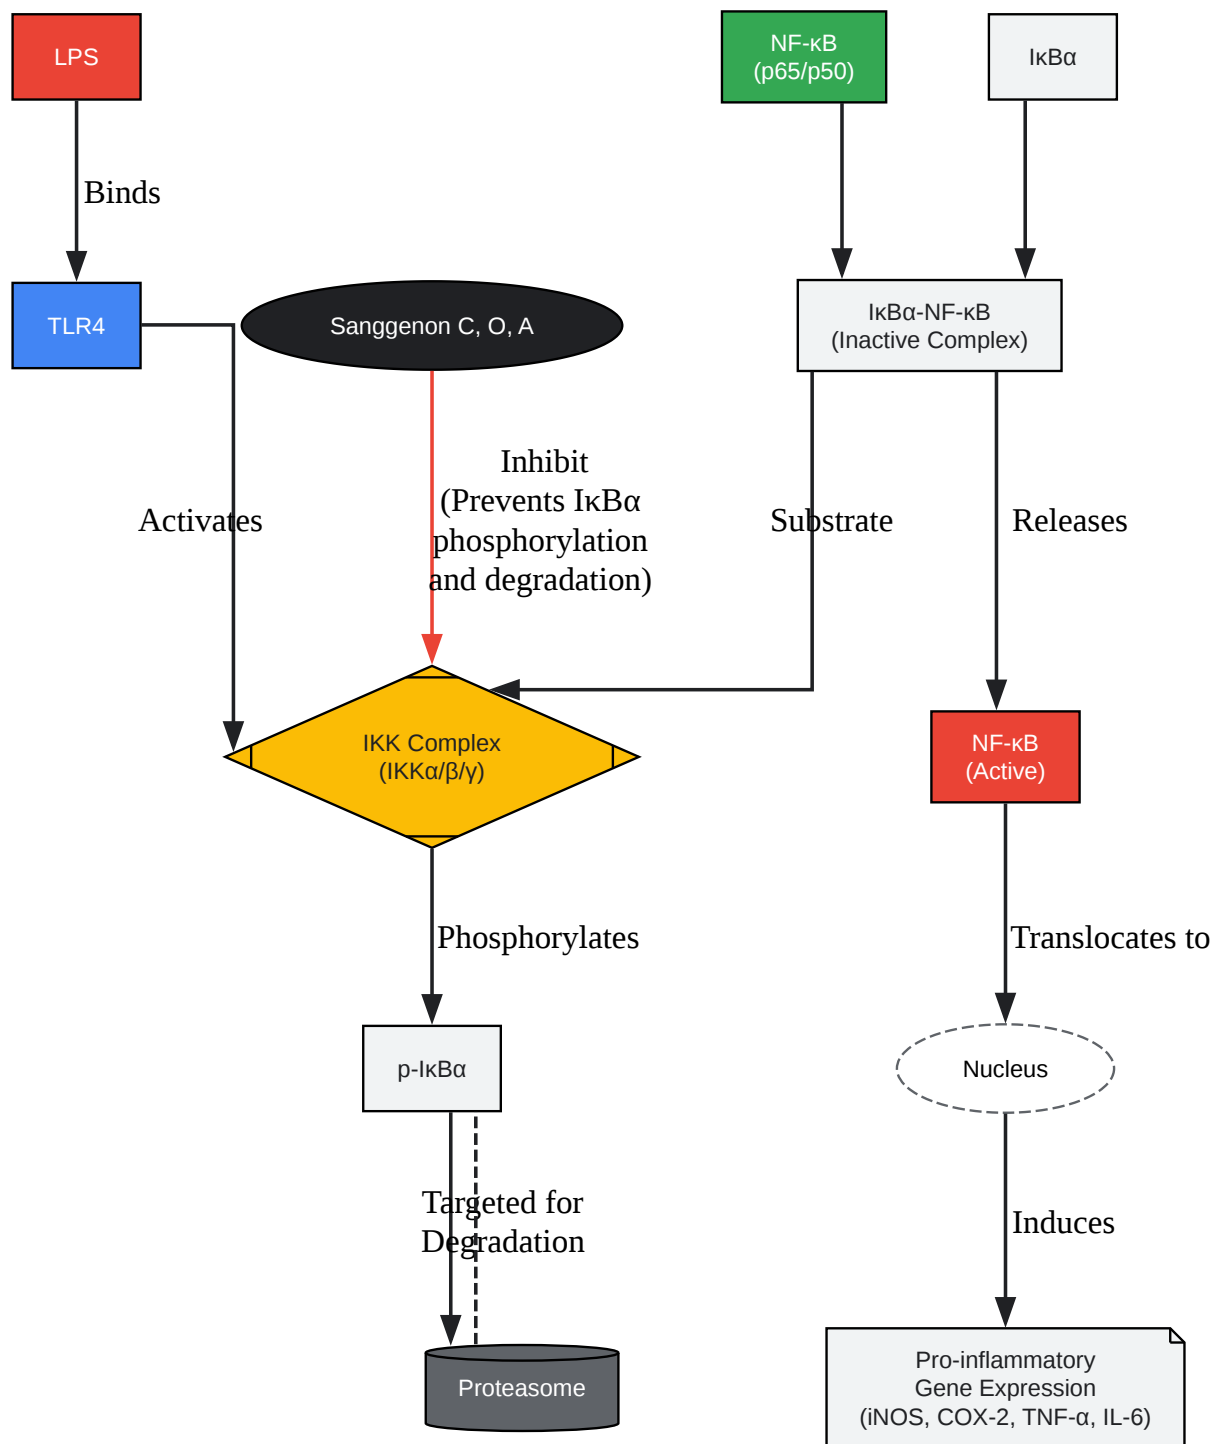 LPS
NF-κB
(p65/p50)
IκBα
Binds
TLR4
Sanggenon C, O, A
IκBα-NF-κB
(Inactive Complex)
Activates
Inhibit
(Prevents IκBα
phosphorylation
and degradation)
Substrate
Releases
IKK Complex
(IKKα/β/γ)
NF-κB
(Active)
Phosphorylates
Translocates to
p-IκBα
Nucleus
Targeted for
Degradation
Induces
Proteasome
Pro-inflammatory
Gene Expression
(iNOS, COX-2, TNF-α, IL-6)